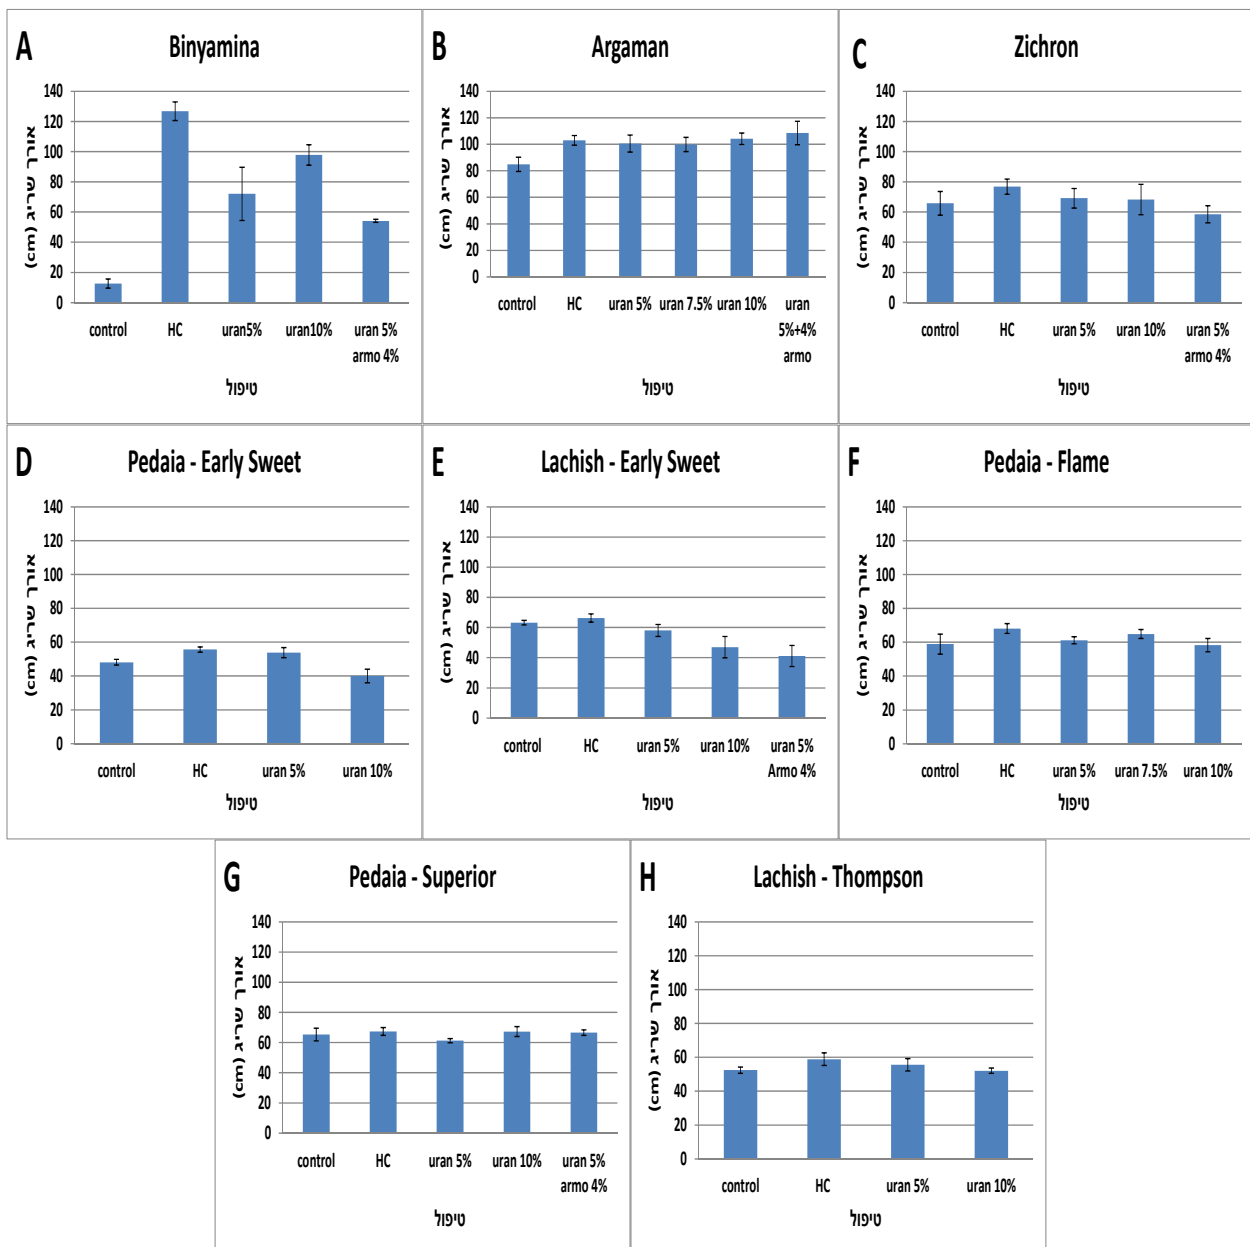 A
Binyamina
אורך שריג (cm)
140
120
100
80
60
40
20
0
control HC uran5% uran10% uran 5%
armo 4%
טיפול
B
Argaman
אורך שריג (cm)
140
120
100
80
60
40
20
0
control HC uran 5% uran 7.5% uran 10% uran
5%+4%
armo
טיפול
C
Zichron
אורך שריג (cm)
140
120
100
80
60
40
20
0
control HC uran 5% uran 10% uran 5%
armo 4%
טיפול
D
Pedaia - Early Sweet
אורך שריג (cm)
140
120
100
80
60
40
20
0
control HC uran 5% uran 10%
טיפול
E
Lachish - Early Sweet
אורך שריג (cm)
140
120
100
80
60
40
20
0
control HC uran 5% uran 10% uran 5%
Armo 4%
טיפול
F
Pedaia - Flame
אורך שריג (cm)
140
120
100
80
60
40
20
0
control HC uran 5% uran 7.5% uran 10%
טיפול
G
Pedaia - Superior
אורך שריג (cm)
140
120
100
80
60
40
20
0
control HC uran 5% uran 10% uran 5%
armo 4%
טיפול
H
Lachish - Thompson
אורך שריג (cm)
140
120
100
80
60
40
20
0
control HC uran 5% uran 10%
טיפול